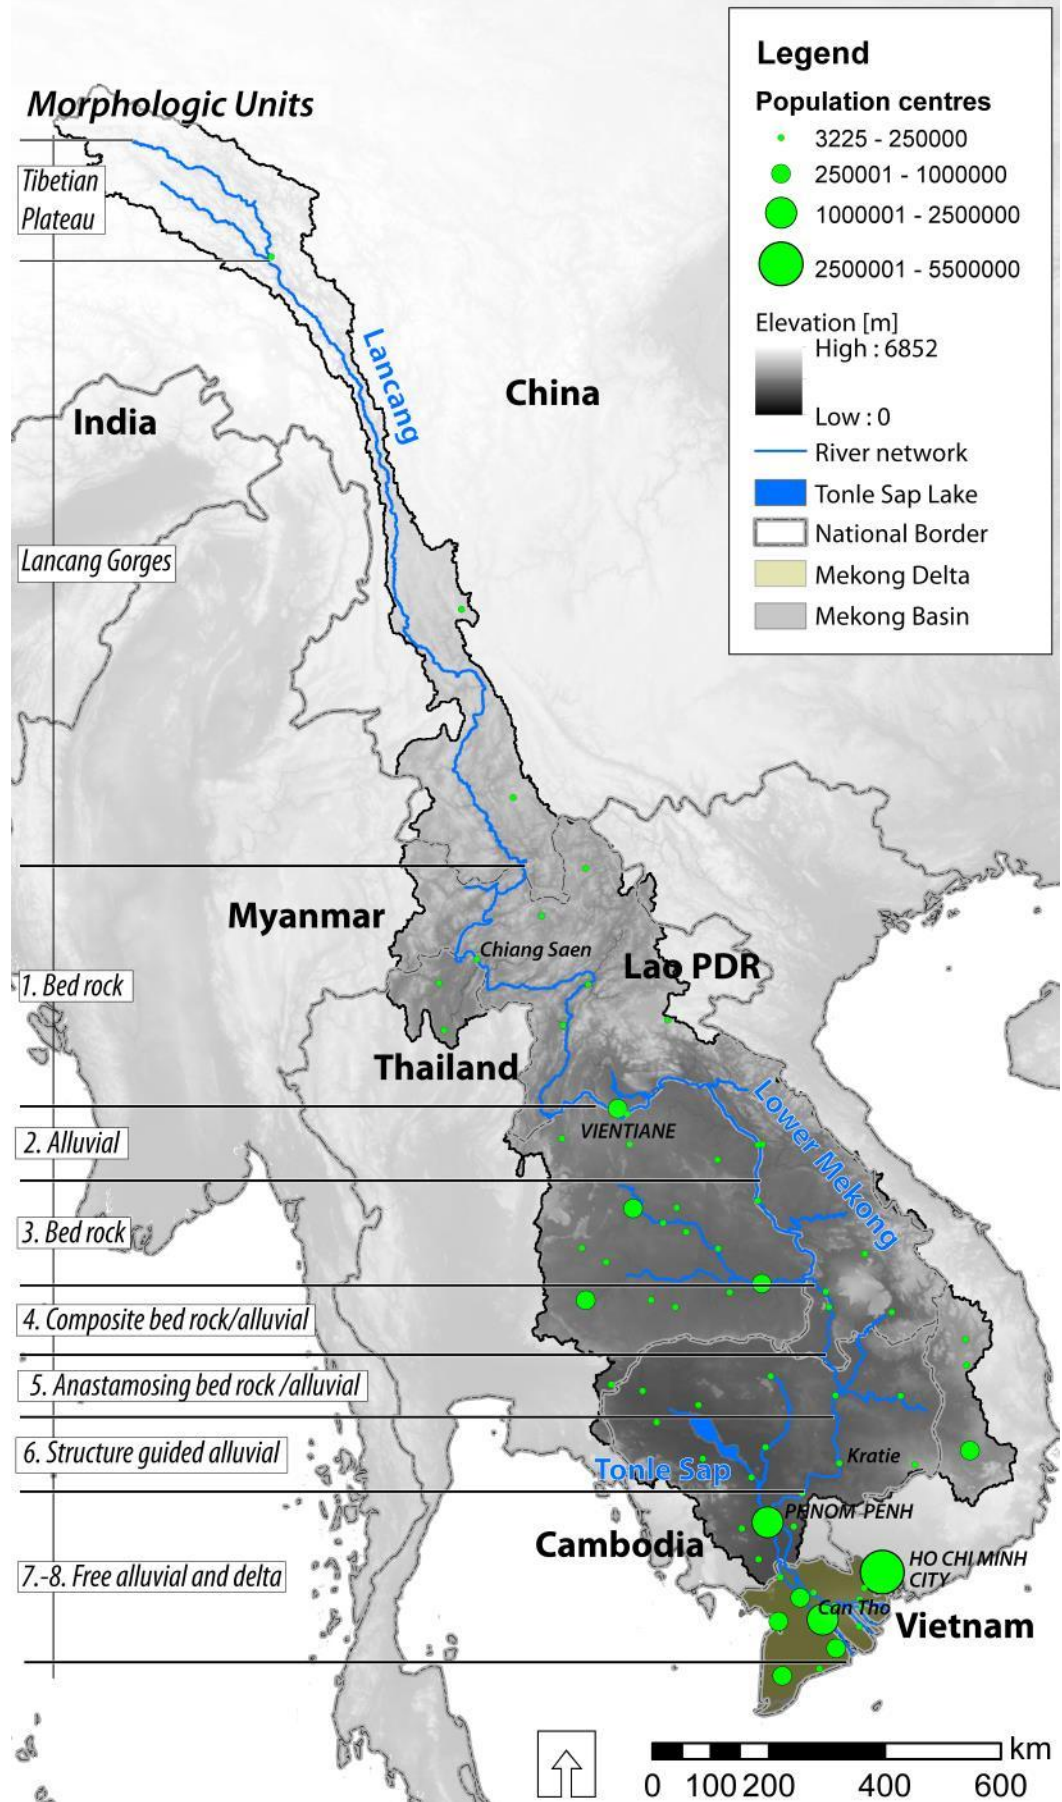 Legend
Population centres
3225 - 250000
250001 - 1000000
1000001 - 2500000
2500001 - 5500000
Elevation [m]
High : 6852
Low : 0
River network
Tonle Sap Lake
National Border
Mekong Delta
Mekong Basin
Morphologic Units
Tibetian
Plateau
Lancang
China
India
Lancang Gorges
Myanmar
Chiang Saen
Lao PDR
1. Bed rock
Thailand
Lower Mekong
VIENTIANE
2. Alluvial
3. Bed rock
4. Composite bed rock/alluvial
5. Anastamosing bed rock /alluvial
6. Structure guided alluvial
Kratie
Tonle Sap
PHNOM PENH
Cambodia
HO CHI MINH
CITY
7.-8. Free alluvial and delta
Can Tho
Vietnam
km
0 100 200 400 600